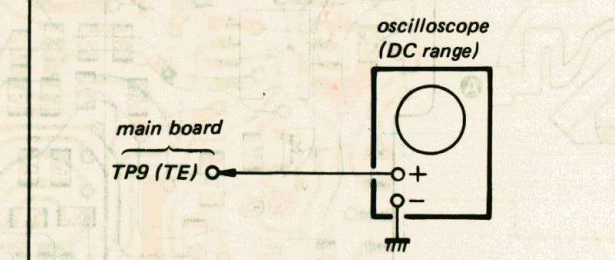 oscilloscope
(DC range)
main board
TP9 (TE)
+
−